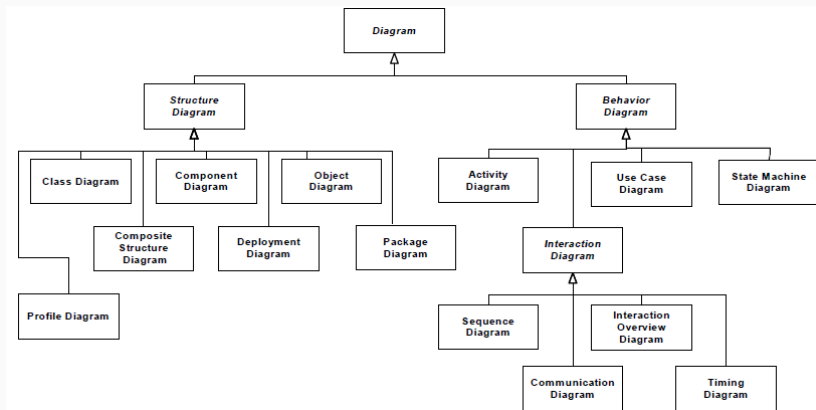 Diagram
Structure
Diagram
Behavior
Diagram
Class Diagram
Component
Diagram
Object
Diagram
Activity
Diagram
Use Case
Diagram
State Machine
Diagram
Composite
Structure
Diagram
Deployment
Diagram
Package
Diagram
Interaction
Diagram
Profile Diagram
Sequence
Diagram
Interaction
Overview
Diagram
Communication
Diagram
Timing
Diagram